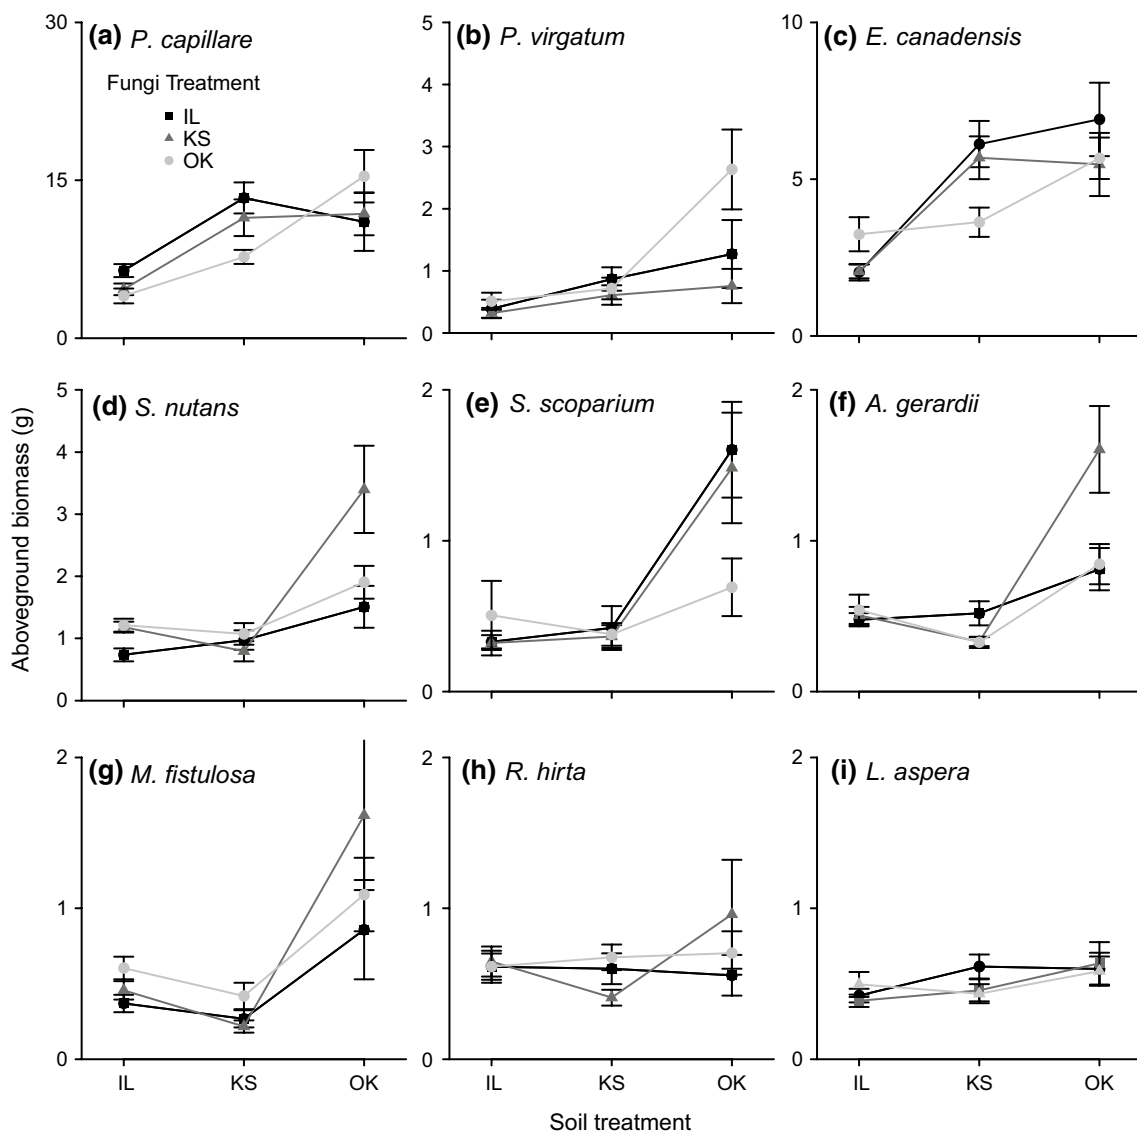 (a) P. capillare
30
15
0
Fungi Treatment
IL
KS
OK
(b) P. virgatum
5
4
3
2
1
0
(c) E. canadensis
10
5
0
(d) S. nutans
5
4
3
2
1
0
(e) S. scoparium
2
1
0
(f) A. gerardii
2
1
0
Aboveground biomass (g)
(g) M. fistulosa
2
1
0
IL KS OK
(h) R. hirta
2
1
0
IL KS OK
(i) L. aspera
2
1
0
IL KS OK
Soil treatment